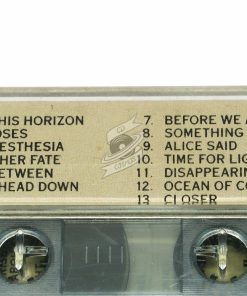 HIS HORIZON 7. BEFORE WE A
OSES 8. SOMETHING
ESTHESIA 9. ALICE SAID
HER FATE 10. TIME FOR LIG
ETWEEN 11. DISAPPEARIN
HEAD DOWN 12. OCEAN OF CO
13 CLOSER